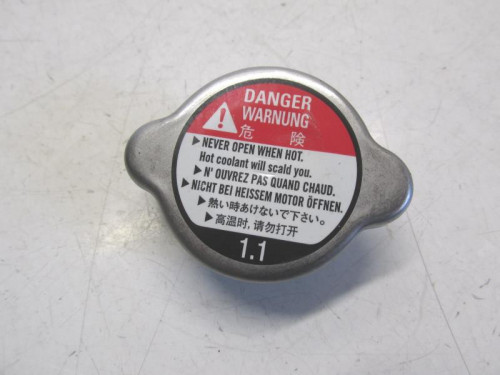 DANGER
WARNUNG
危 険
▶NEVER OPEN WHEN HOT.
Hot coolant will scald you.
▶N' OUVREZ PAS QUAND CHAUD.
▶NICHT BEI HEISSEM MOTOR ÖFFNEN.
▶熱い時あけないで下さい。
▶高温时,请勿打开
1.1